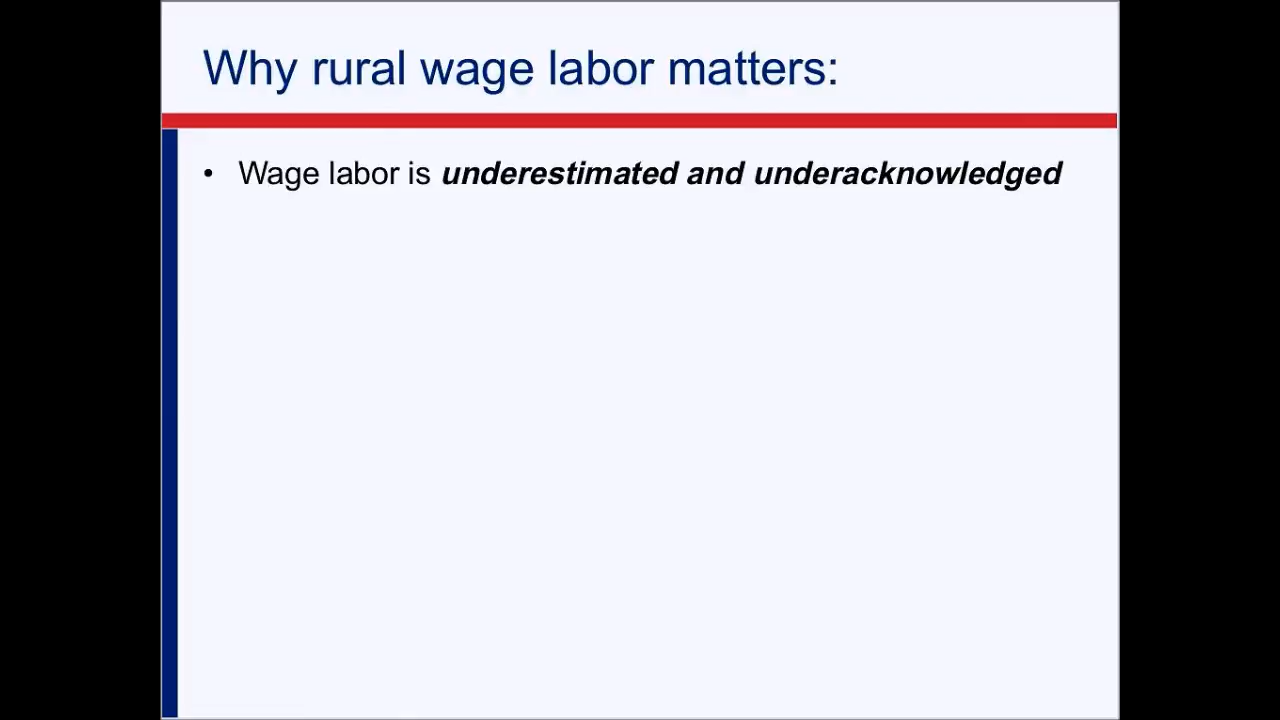 Why rural wage labor matters:
• Wage labor is underestimated and underacknowledged